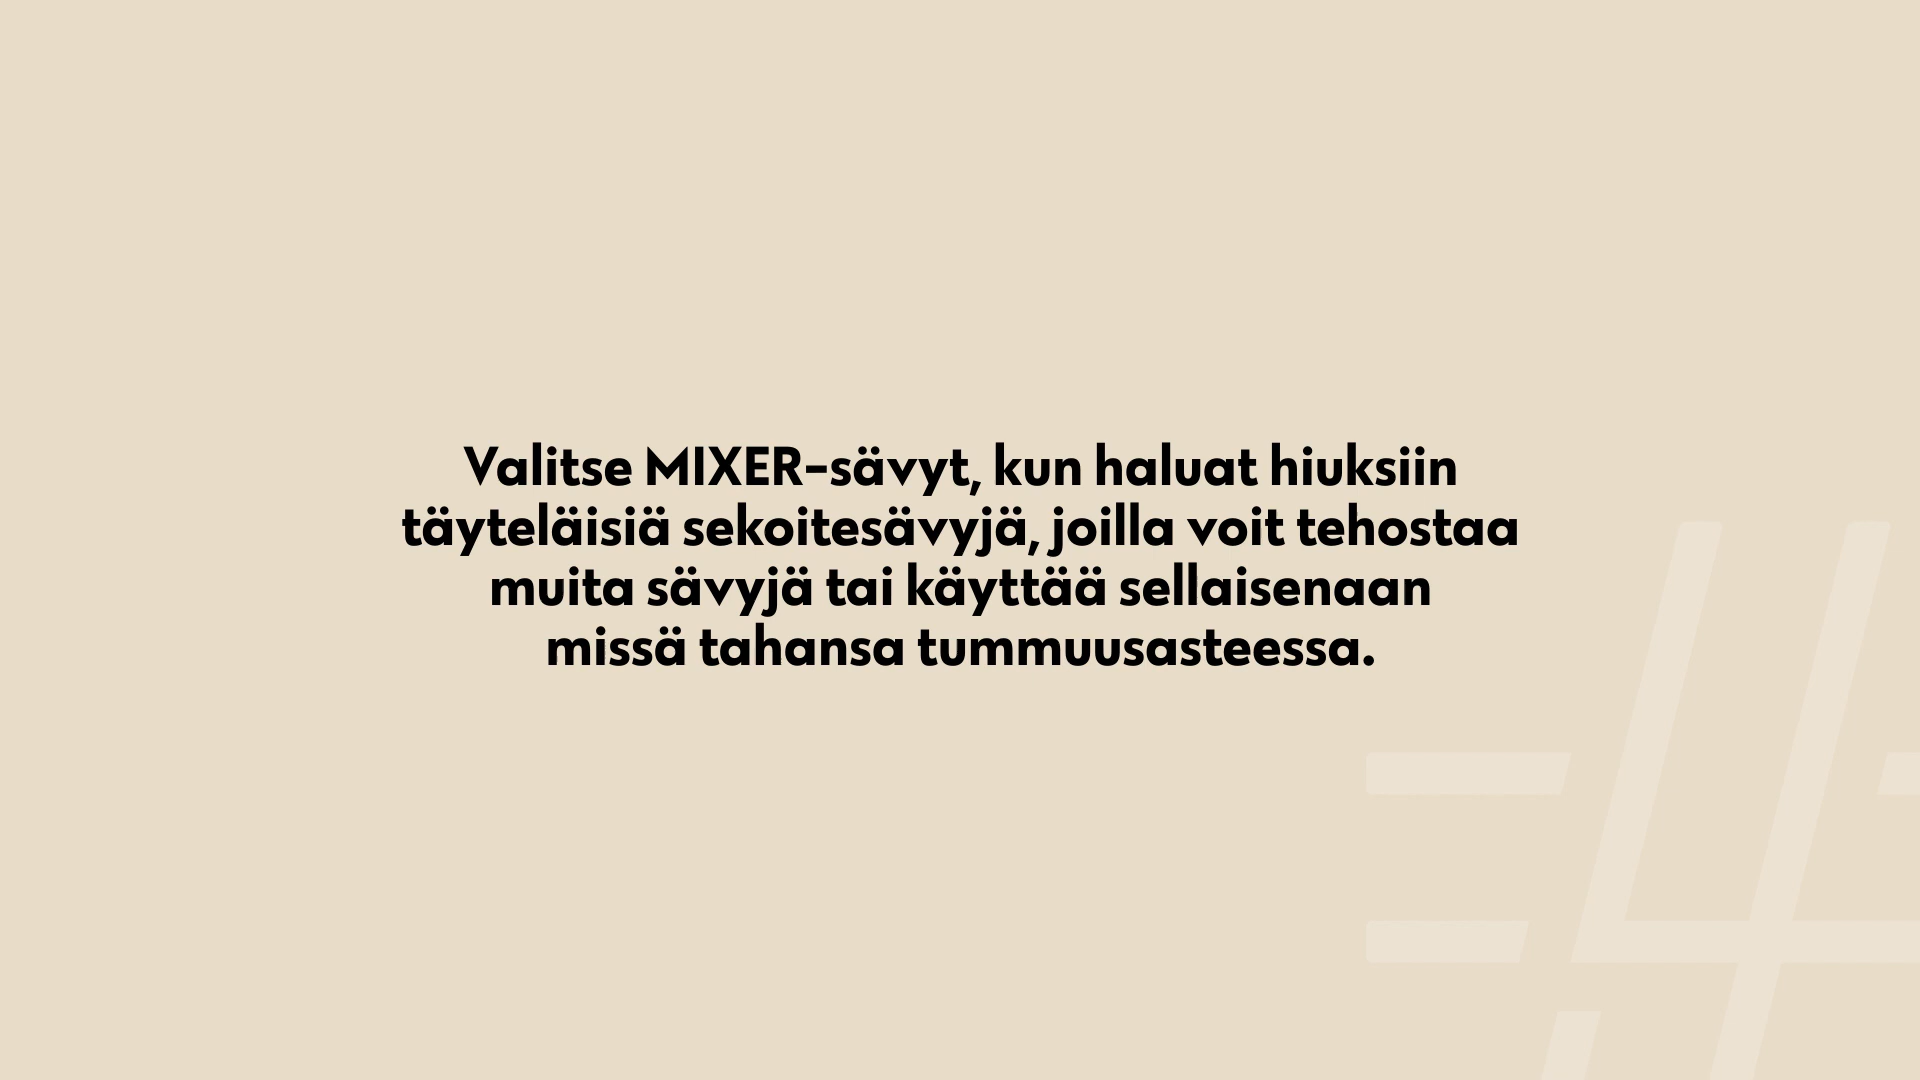 Valitse MIXER-sävyt, kun haluat hiuksiin
täyteläisiä sekoitesävyjä, joilla voit tehostaa
muita sävyjä tai käyttää sellaisenaan
missä tahansa tummuusasteessa.